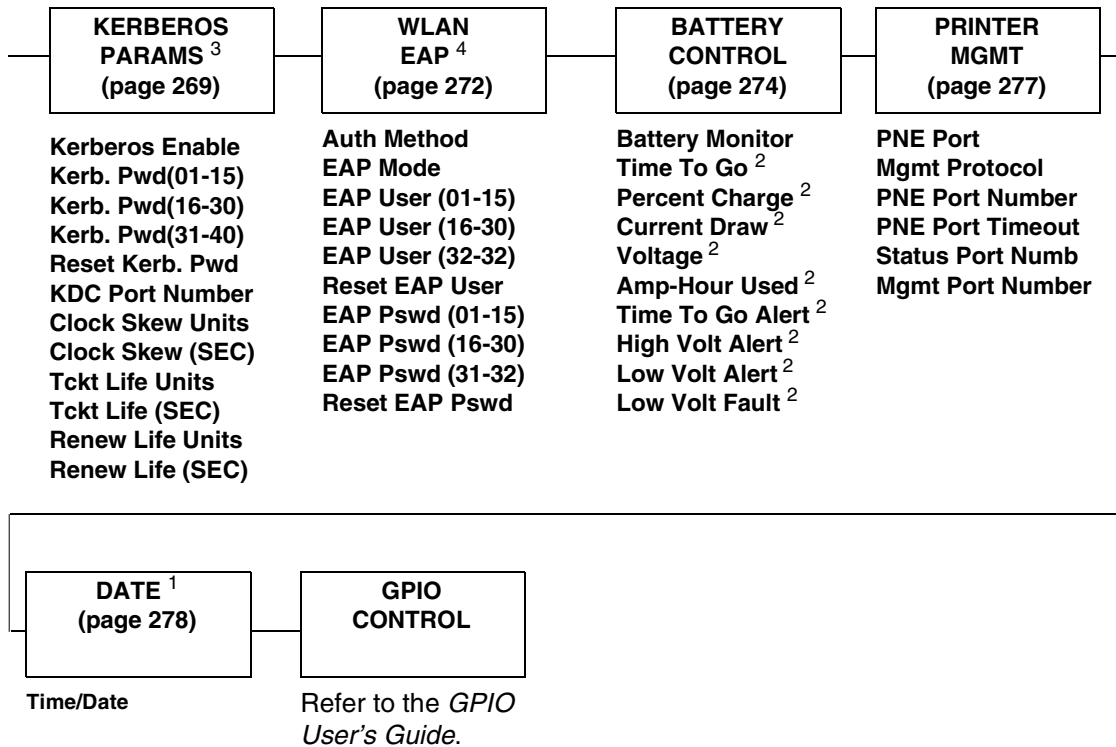 KERBEROS
PARAMS 3
(page 269)
Kerberos Enable
Kerb. Pwd(01-15)
Kerb. Pwd(16-30)
Kerb. Pwd(31-40)
Reset Kerb. Pwd
KDC Port Number
Clock Skew Units
Clock Skew (SEC)
Tckt Life Units
Tckt Life (SEC)
Renew Life Units
Renew Life (SEC)
WLAN
EAP 4
(page 272)
Auth Method
EAP Mode
EAP User (01-15)
EAP User (16-30)
EAP User (32-32)
Reset EAP User
EAP Pswd (01-15)
EAP Pswd (16-30)
EAP Pswd (31-32)
Reset EAP Pswd
BATTERY
CONTROL
(page 274)
Battery Monitor
Time To Go 2
Percent Charge 2
Current Draw 2
Voltage 2
Amp-Hour Used 2
Time To Go Alert 2
High Volt Alert 2
Low Volt Alert 2
Low Volt Fault 2
PRINTER
MGMT
(page 277)
PNE Port
Mgmt Protocol
PNE Port Number
PNE Port Timeout
Status Port Numb
Mgmt Port Number
DATE 1
(page 278)
Time/Date
GPIO
CONTROL
Refer to the GPIO
User's Guide.